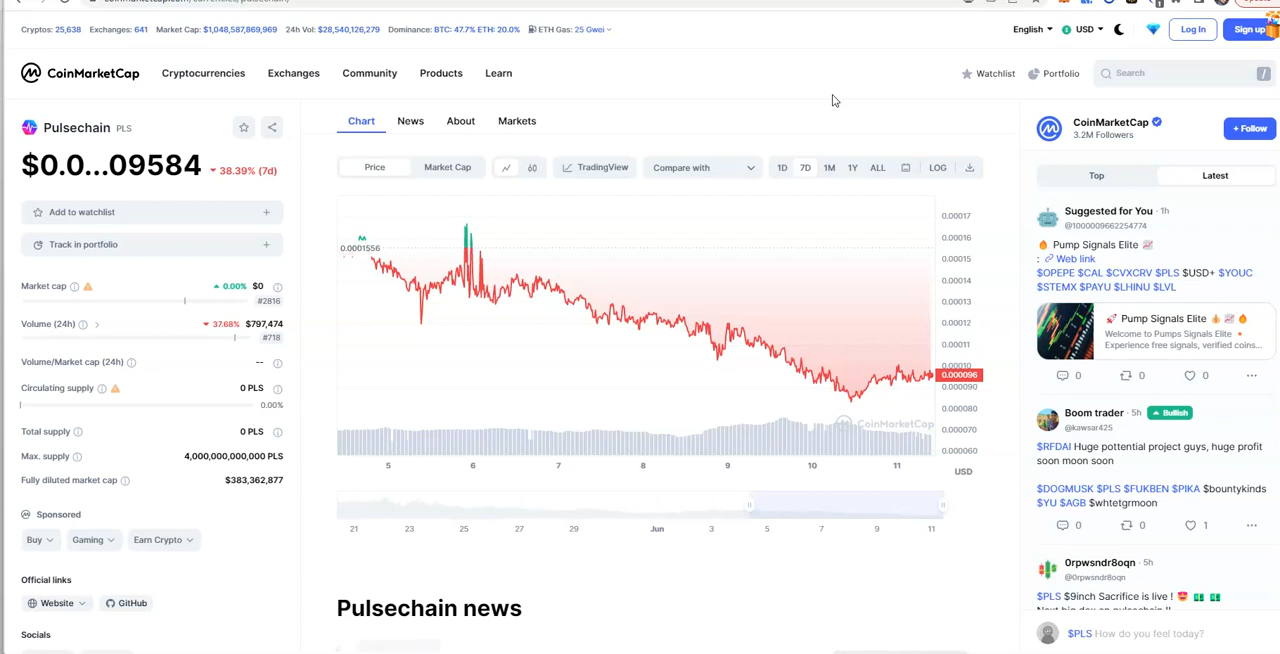 Cryptos: 25,638 Exchanges: 641 Market Cap: $1,048,587,869,969 24h Vol: $28,540,126,279 Dominance: BTC: 47.7% ETH: 20.0% ETH Gas: 25 Gwei
English USD Log In Sign up
CoinMarketCap Cryptocurrencies Exchanges Community Products Learn Watchlist Portfolio Search /
Pulsechain PLS
$0.0...09584 38.39% (7d)
Add to watchlist +
Track in portfolio +
Market cap 0.00% $0
#2816
Volume (24h) 37.68% $797,474
#718
Volume/Market cap (24h) --
Circulating supply 0 PLS
0.00%
Total supply 0 PLS
Max. supply 4,000,000,000,000 PLS
Fully diluted market cap $383,362,877
Sponsored
Buy Gaming Earn Crypto
Official links
Website GitHub
Socials
Chart News About Markets
Price Market Cap TradingView Compare with 1D 7D 1M 1Y ALL LOG
0.00017
0.00016
0.0001556
0.00015
0.00014
0.00013
0.00012
0.00011
0.00010
0.000096
0.000090
0.000080
0.000070
0.000060
CoinMarketCap
5 6 7 8 9 10 11 USD
21 23 25 27 29 Jun 3 5 7 9 11
Pulsechain news
CoinMarketCap
3.2M Followers
+ Follow
Top Latest
Suggested for You · 1h
@1000009662254774
🔥 Pump Signals Elite 📈
: Web link
$OPEPE $CAL $CVXCRV $PLS $USD+ $YOUC
$STEMX $PAYU $LHINU $LVL
🚀 Pump Signals Elite 💰 📈 🔥
Welcome to Pumps Signals Elite
Experience free signals, verified coins...
0 0 0 ...
Boom trader · 5h Bullish
@kawsar425
$RFDAI Huge pottential project guys, huge profit
soon moon soon
$DOGMUSK $PLS $FUKBEN $PIKA $bountykinds
$YU $AGB $whtetgrmoon
0 0 1 ...
0rpwsndr8oqn · 5h
@0rpwsndr8oqn
$PLS $9inch Sacrifice is live ! 🤩 💵 💵
$PLS How do you feel today?